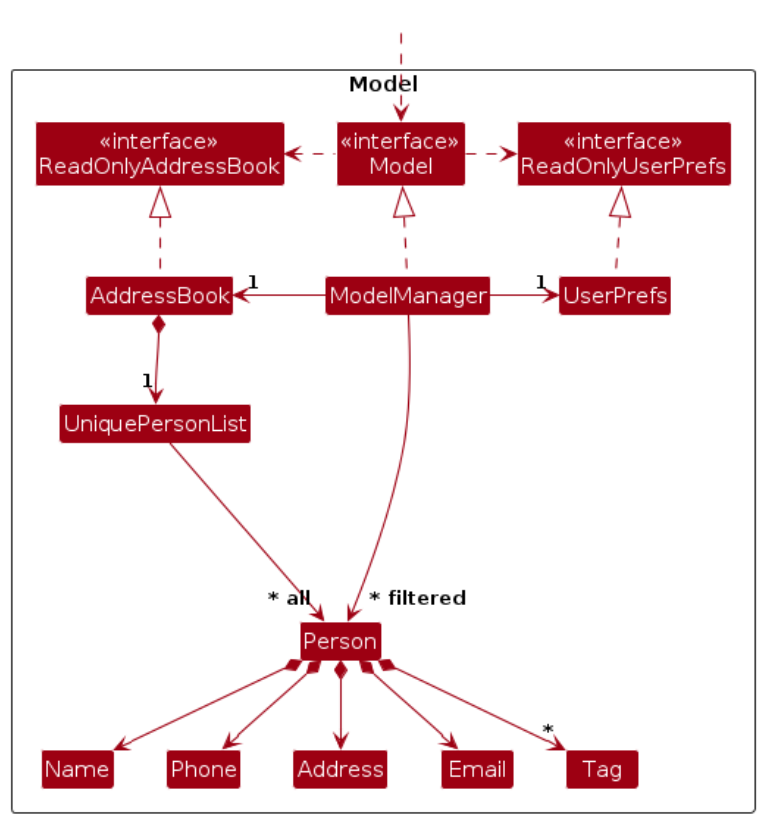 Model
«interface»
ReadOnlyAddressBook
«interface»
Model
«interface»
ReadOnlyUserPrefs
AddressBook
1
ModelManager
1
UserPrefs
1
UniquePersonList
* all
* filtered
Person
*
Name
Phone
Address
Email
Tag